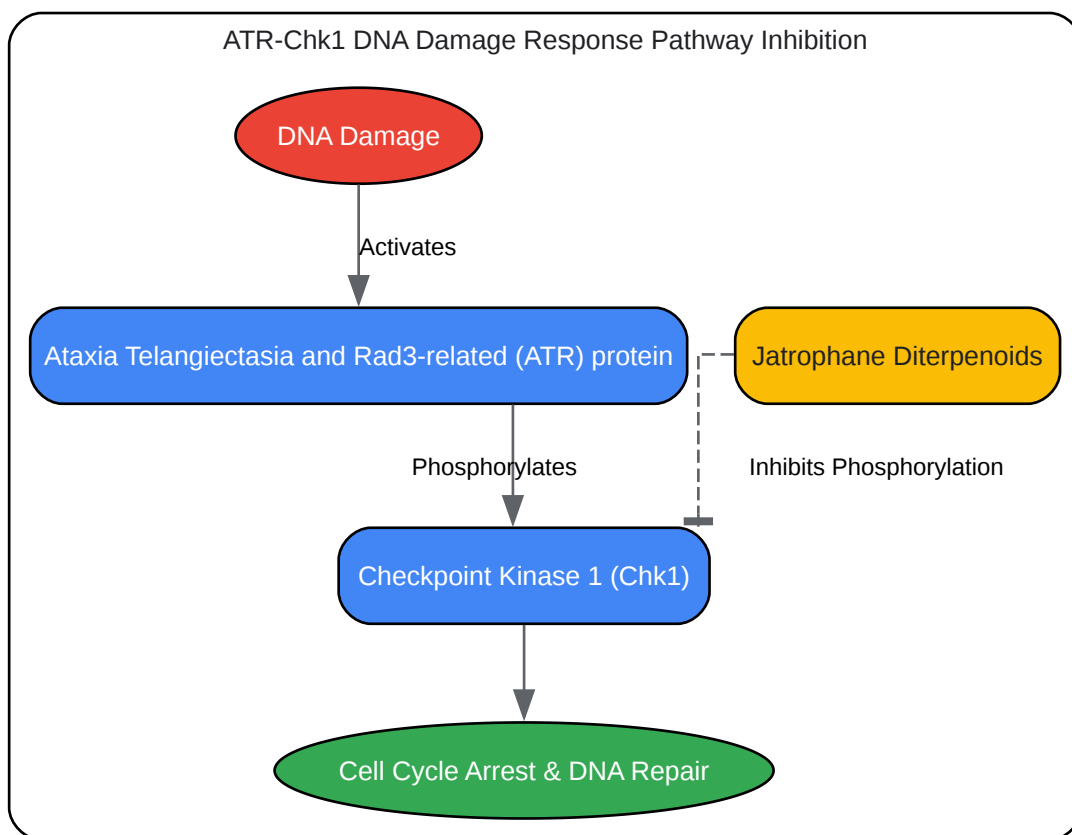 ATR-Chk1 DNA Damage Response Pathway Inhibition
DNA Damage
Activates
Ataxia Telangiectasia and Rad3-related (ATR) protein
Jatrophane Diterpenoids
Phosphorylates
Inhibits Phosphorylation
Checkpoint Kinase 1 (Chk1)
Cell Cycle Arrest & DNA Repair